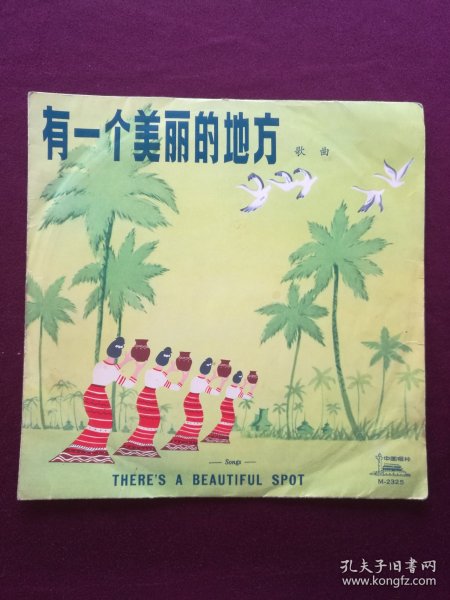 有一个美丽的地方 歌曲
Songs
THERE'S A BEAUTIFUL SPOT
中国唱片
M-2325
孔夫子旧书网
www.kongfz.com